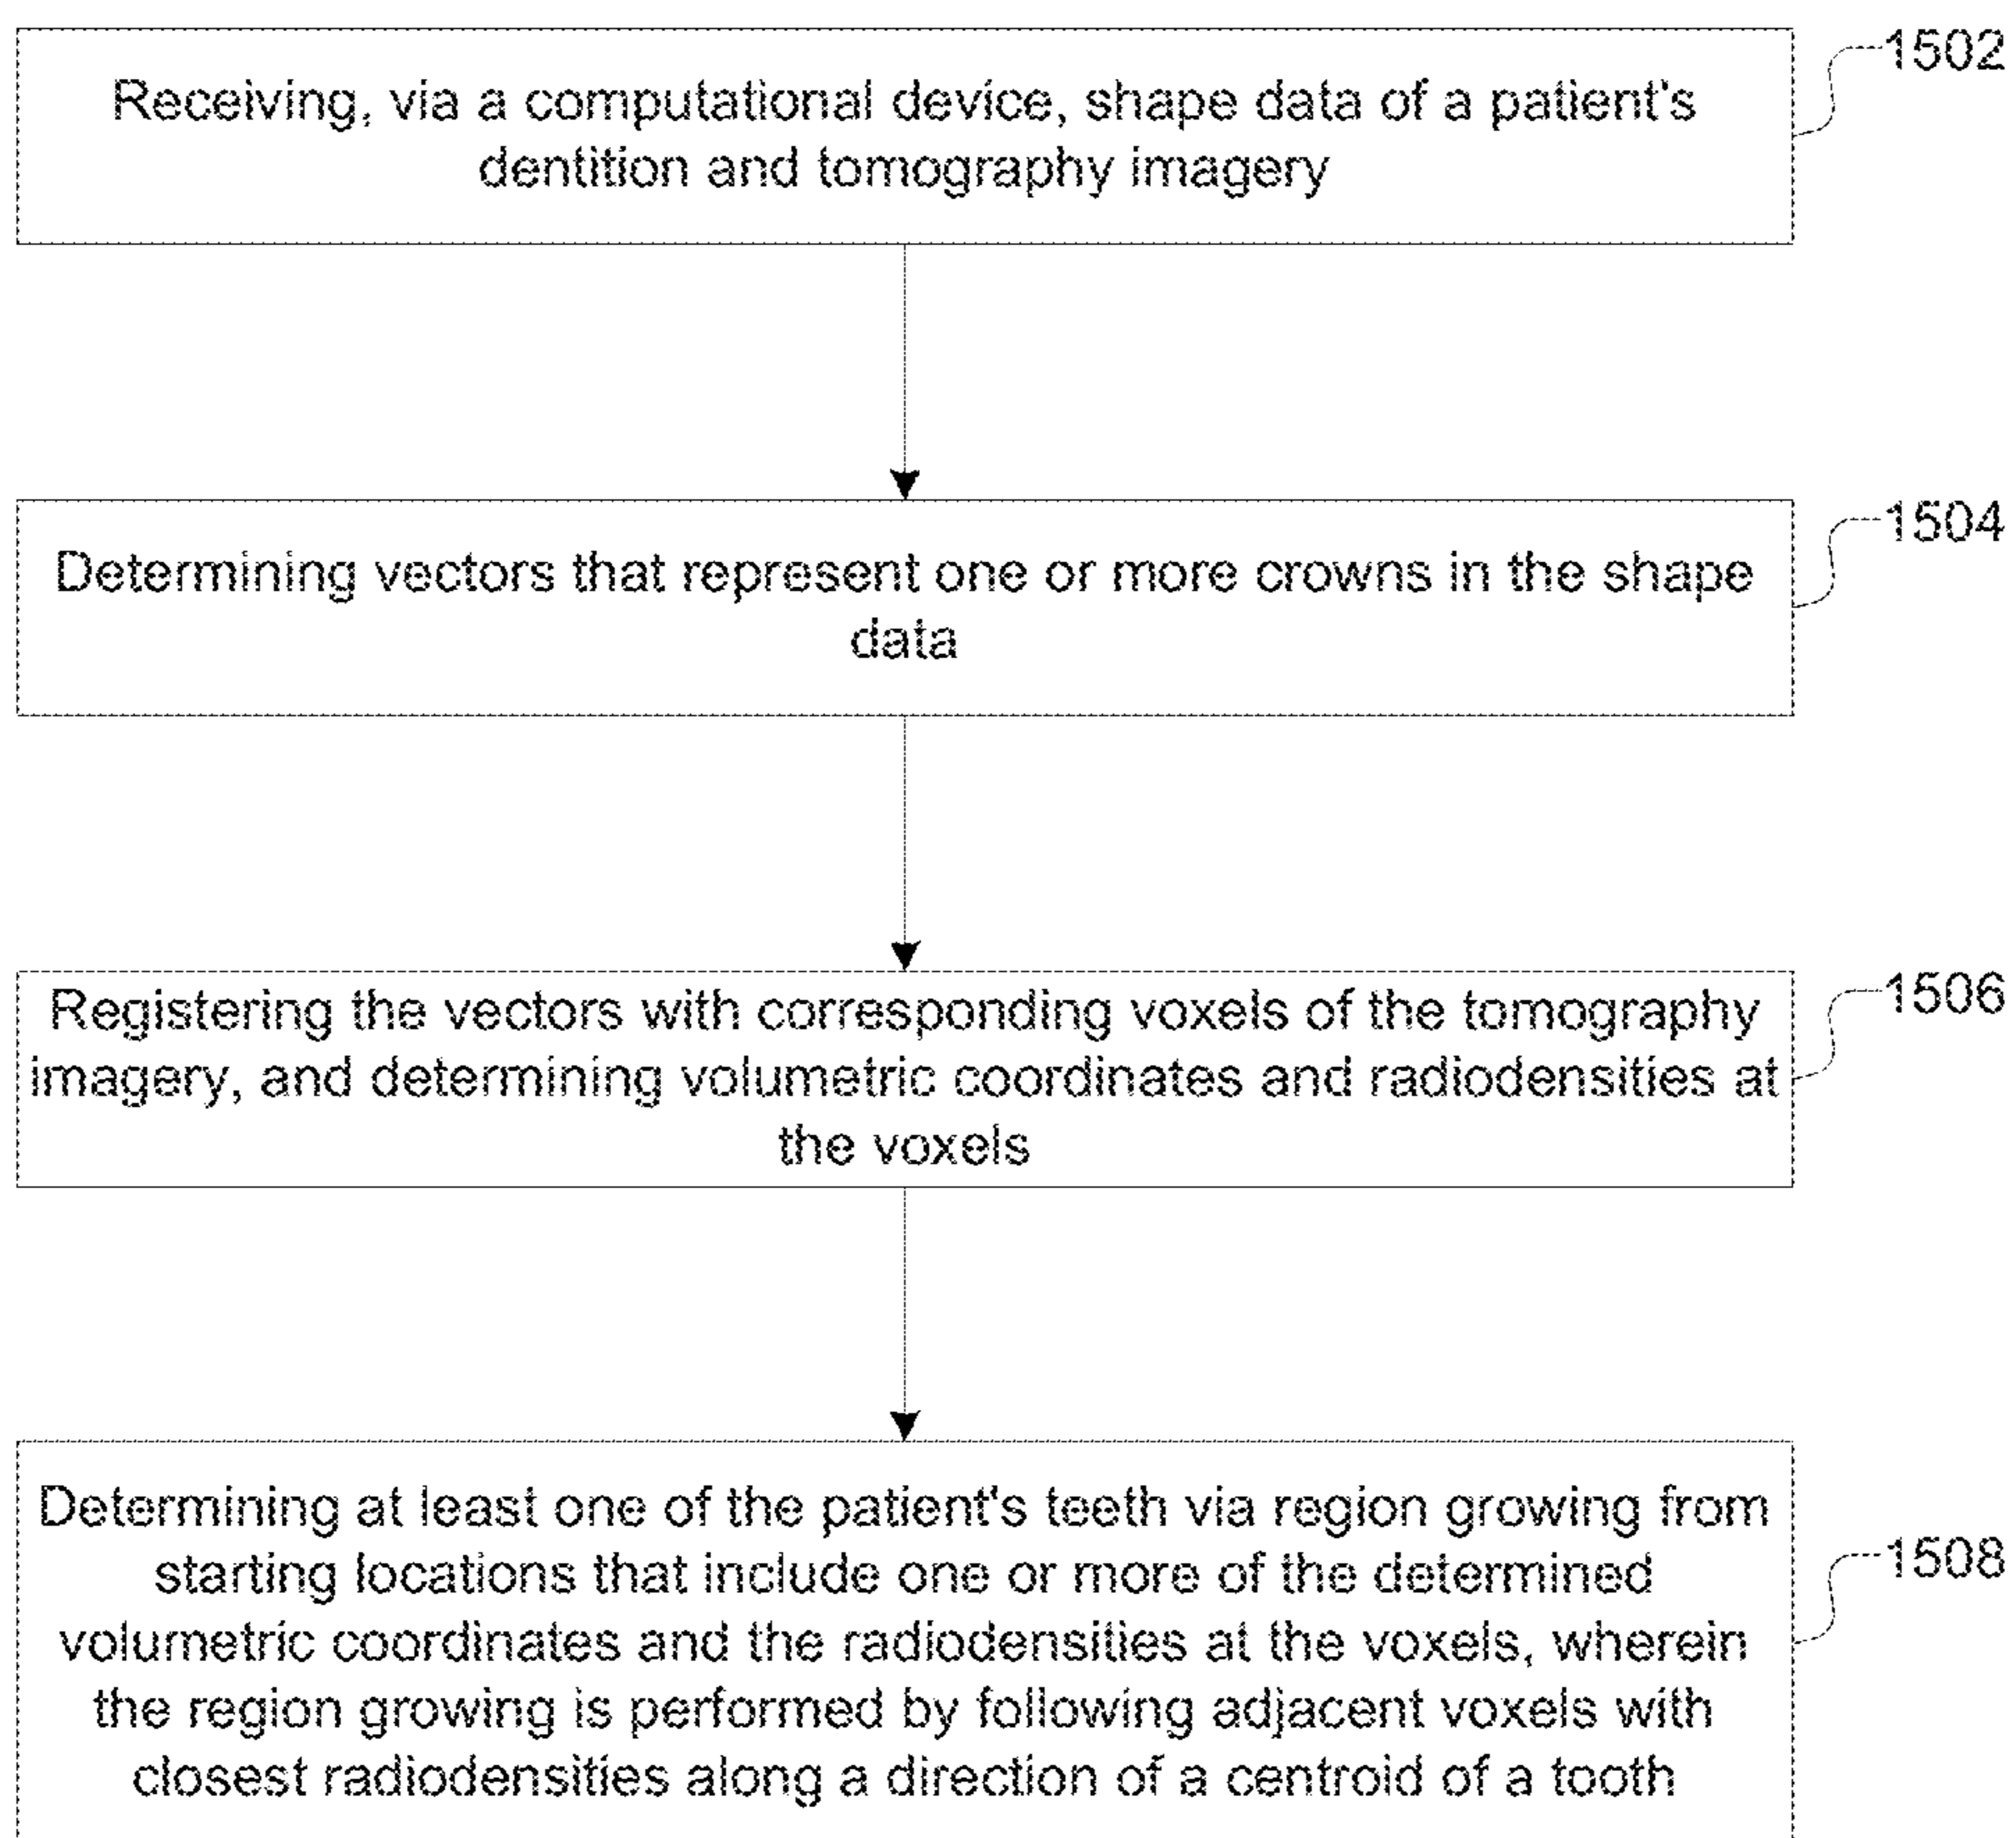 1502
Receiving, via a computational device, shape data of a patient's
dentition and tomography imagery
1504
Determining vectors that represent one or more crowns in the shape
data
1506
Registering the vectors with corresponding voxels of the tomography
imagery, and determining volumetric coordinates and radiodensities at
the voxels
Determining at least one of the patient's teeth via region growing from
starting locations that include one or more of the determined
1508
volumetric coordinates and the radiodensities at the voxels, wherein
the region growing is performed by following adjacent voxels with
closest radiodensities along a direction of a centroid of a tooth